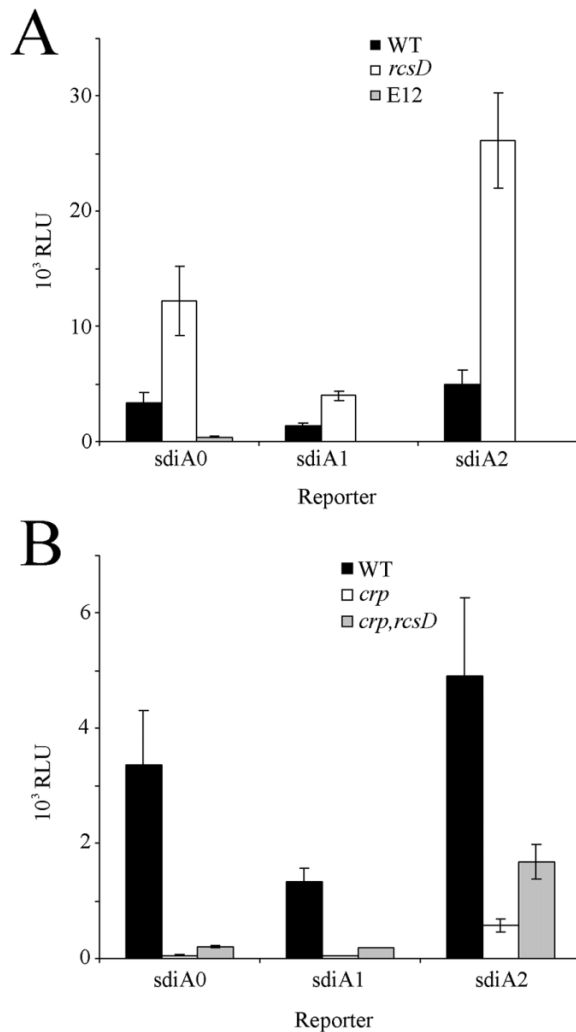 A
WT
rcsD
E12
30
20
10
0
10³ RLU
sdiA0 sdiA1 sdiA2
Reporter
B
WT
crp
crp,rcsD
6
4
2
0
10³ RLU
sdiA0 sdiA1 sdiA2
Reporter